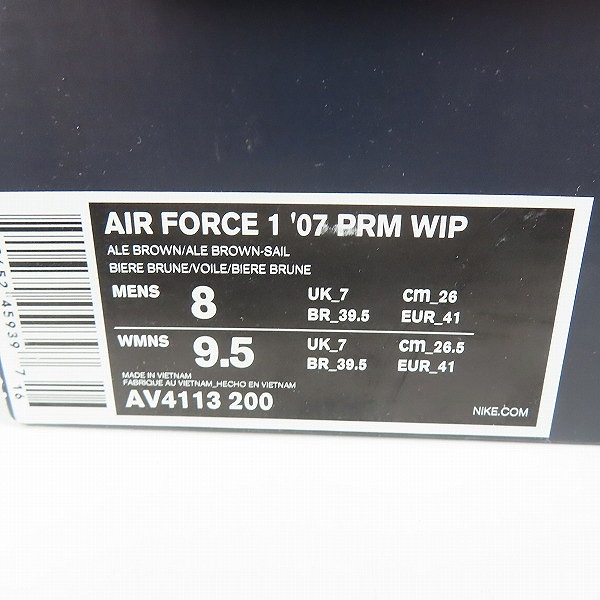 AIR FORCE 1 '07 PRM WIP
ALE BROWN/ALE BROWN-SAIL
BIERE BRUNE/VOILE/BIERE BRUNE
MENS 8 UK_7 cm_26
BR_39.5 EUR_41
WMNS 9.5 UK_7 cm_26.5
BR_39.5 EUR_41
MADE IN VIETNAM
FABRIQUE AU VIETNAM_HECHO EN VIETNAM
AV4113 200
NIKE.COM